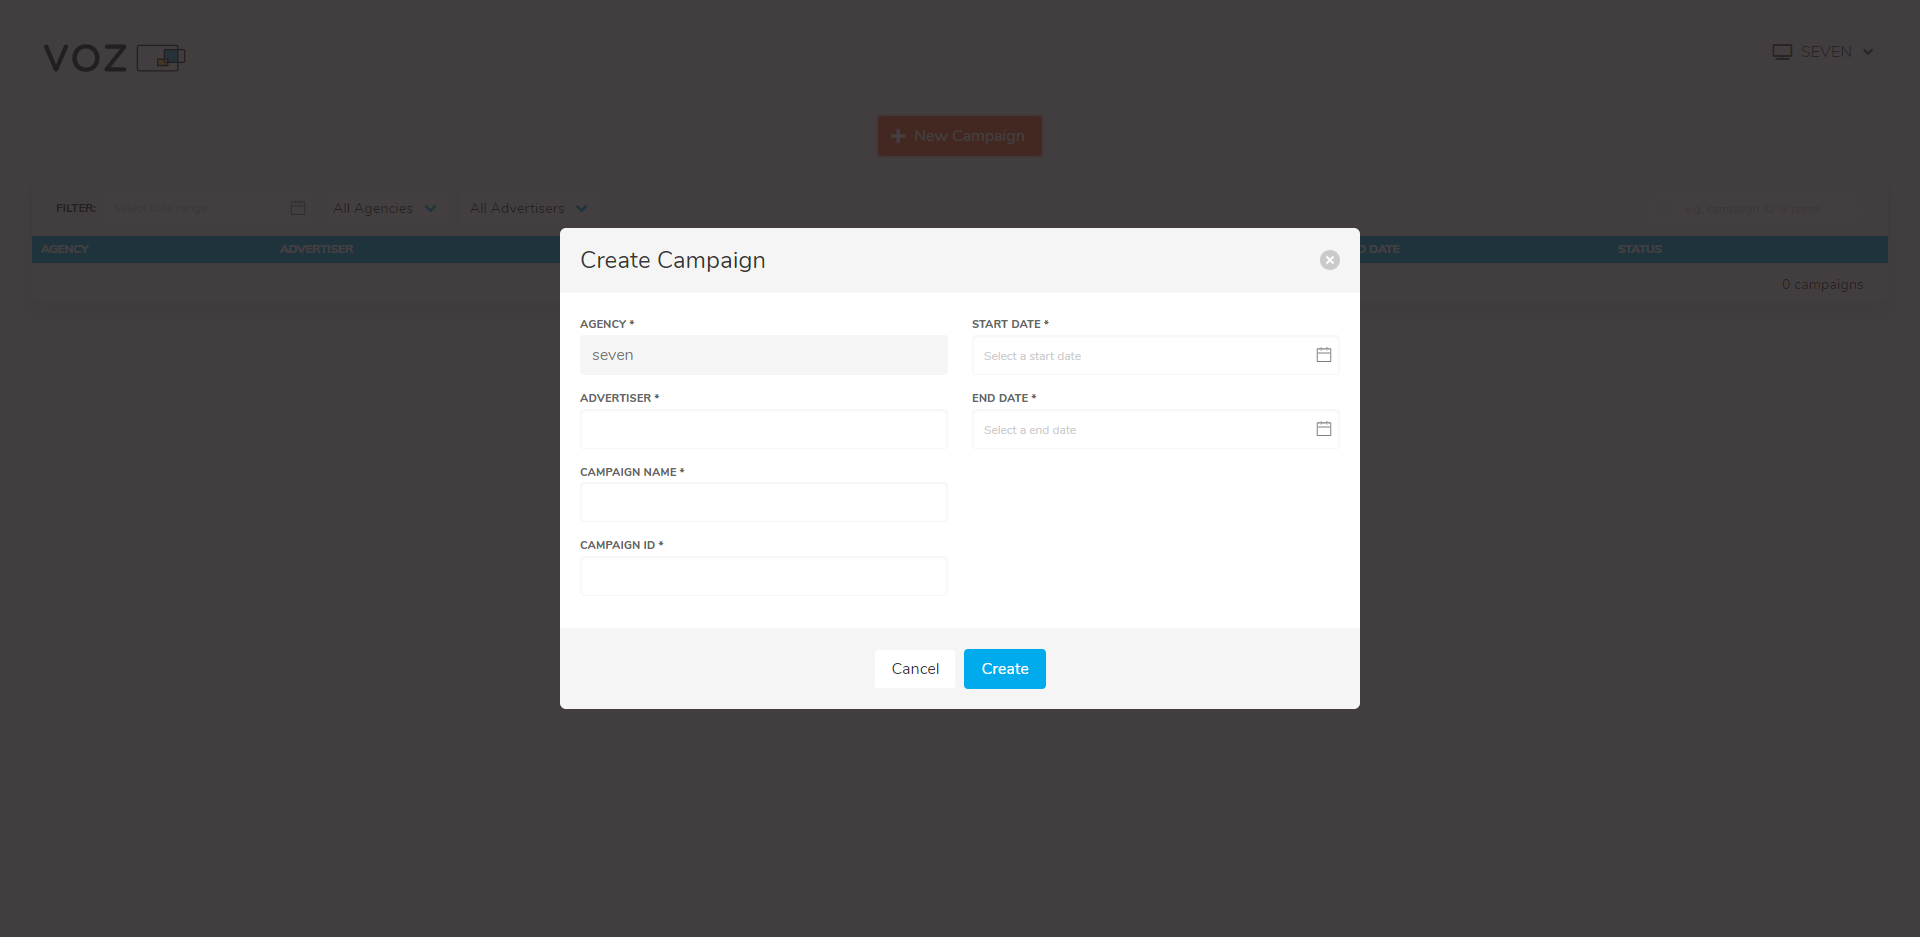 VOZ
SEVEN
New Campaign
FILTER: Select date range All Agencies All Advertisers e.g. campaign ID or name
AGENCY ADVERTISER D DATE STATUS
0 campaigns
Create Campaign
AGENCY * START DATE *
seven Select a start date
ADVERTISER * END DATE *
Select a end date
CAMPAIGN NAME *
CAMPAIGN ID *
Cancel Create